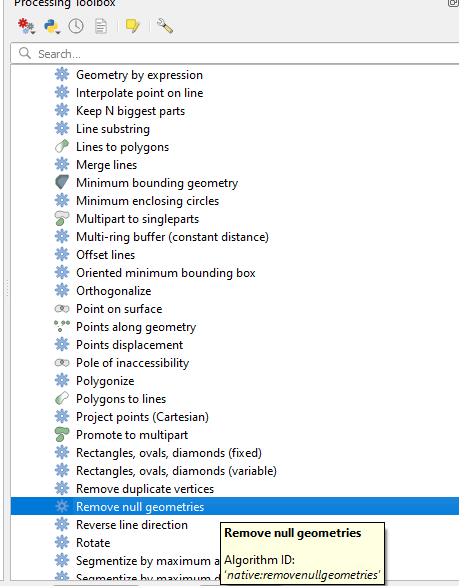 Processing Toolbox
Search...
Geometry by expression
Interpolate point on line
Keep N biggest parts
Line substring
Lines to polygons
Merge lines
Minimum bounding geometry
Minimum enclosing circles
Multipart to singleparts
Multi-ring buffer (constant distance)
Offset lines
Oriented minimum bounding box
Orthogonalize
Point on surface
Points along geometry
Points displacement
Pole of inaccessibility
Polygonize
Polygons to lines
Project points (Cartesian)
Promote to multipart
Rectangles, ovals, diamonds (fixed)
Rectangles, ovals, diamonds (variable)
Remove duplicate vertices
Remove null geometries
Reverse line direction
Rotate
Segmentize by maximum a
Segmentize by maximum d
Remove null geometries
Algorithm ID:
'native:removenullgeometries'